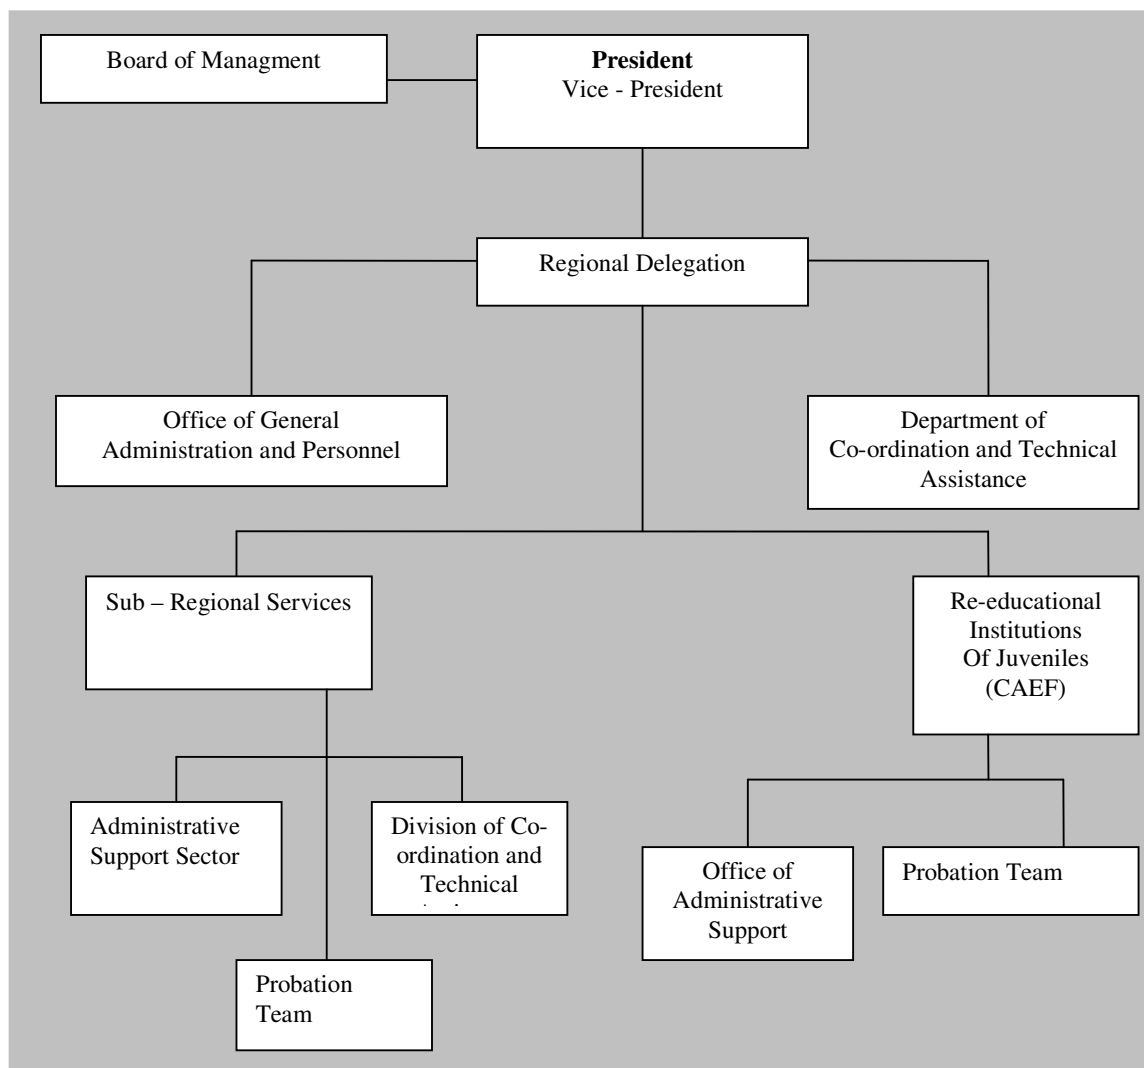 Board of Managment
President
Vice - President
Regional Delegation
Office of General
Administration and Personnel
Department of
Co-ordination and Technical
Assistance
Sub – Regional Services
Re-educational
Institutions
Of Juveniles
(CAEF)
Administrative
Support Sector
Division of Co-
ordination and
Technical
Office of
Administrative
Support
Probation Team
Probation
Team